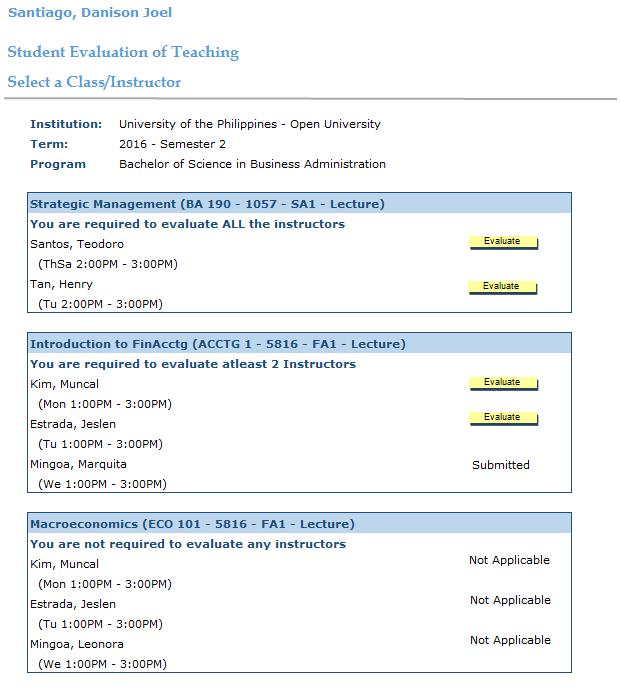 Santiago, Danison Joel
Student Evaluation of Teaching
Select a Class/Instructor
Institution: University of the Philippines - Open University
Term: 2016 - Semester 2
Program Bachelor of Science in Business Administration
Strategic Management (BA 190 - 1057 - SA1 - Lecture)
You are required to evaluate ALL the instructors
Santos, Teodoro Evaluate
(ThSa 2:00PM - 3:00PM)
Tan, Henry Evaluate
(Tu 2:00PM - 3:00PM)
Introduction to FinAcctg (ACCTG 1 - 5816 - FA1 - Lecture)
You are required to evaluate atleast 2 Instructors
Kim, Muncal Evaluate
(Mon 1:00PM - 3:00PM)
Estrada, Jeslen Evaluate
(Tu 1:00PM - 3:00PM)
Mingoa, Marquita Submitted
(We 1:00PM - 3:00PM)
Macroeconomics (ECO 101 - 5816 - FA1 - Lecture)
You are not required to evaluate any instructors
Kim, Muncal Not Applicable
(Mon 1:00PM - 3:00PM)
Estrada, Jeslen Not Applicable
(Tu 1:00PM - 3:00PM)
Mingoa, Leonora Not Applicable
(We 1:00PM - 3:00PM)